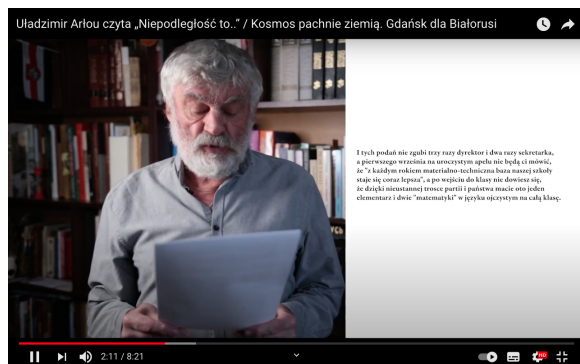 Uładzimir Arłou czyta „Niepodległość to.." / Kosmos pachnie ziemią. Gdańsk dla Białorusi
I tych podań nie zgubi trzy razy dyrektor i dwa razy sekretarka,
a pierwszego września na uroczystym apelu nie będą ci mówić,
że "z każdym rokiem materialno-techniczna baza naszej szkoły
staje się coraz lepsza", a po wejściu do klasy nie dowiesz się,
że dzięki nieustannej trosce partii i państwa macie oto jeden
elementarz i dwie "matematyki" w języku ojczystym na całą klasę.
2:11 / 8:21
HD